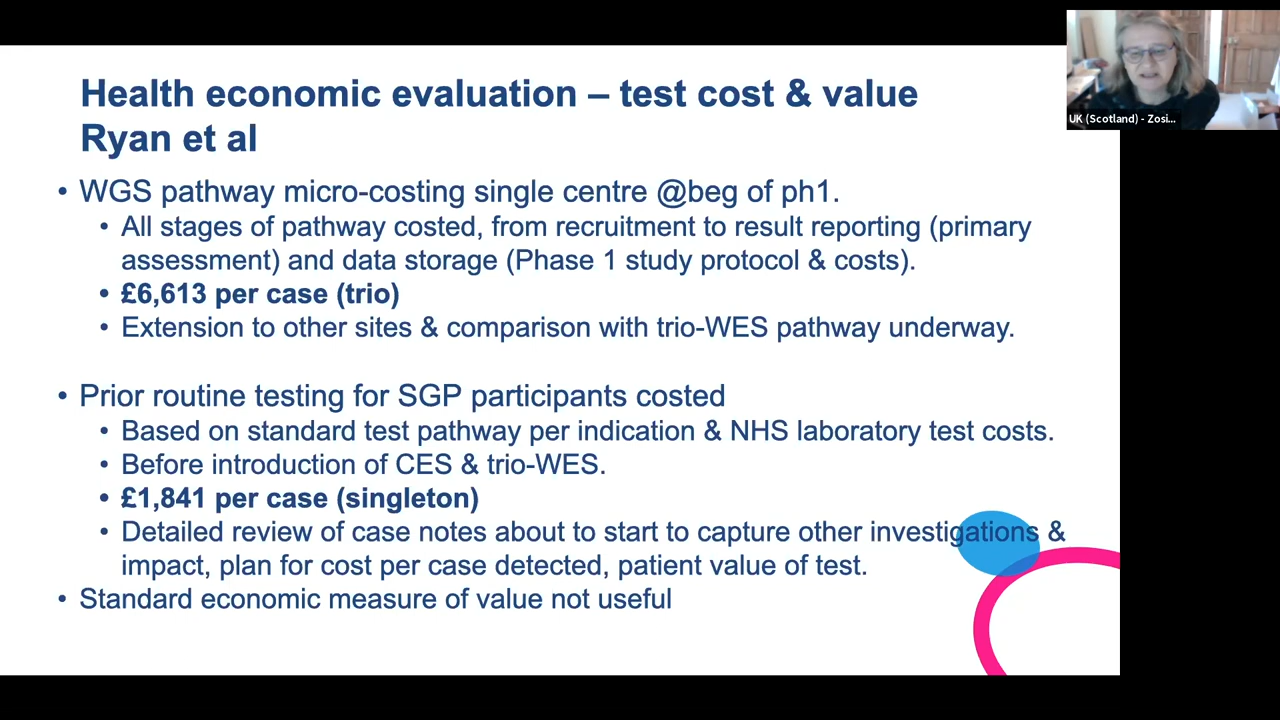 Health economic evaluation – test cost & value
Ryan et al
• WGS pathway micro-costing single centre @beg of ph1.
• All stages of pathway costed, from recruitment to result reporting (primary
assessment) and data storage (Phase 1 study protocol & costs).
• £6,613 per case (trio)
• Extension to other sites & comparison with trio-WES pathway underway.
• Prior routine testing for SGP participants costed
• Based on standard test pathway per indication & NHS laboratory test costs.
• Before introduction of CES & trio-WES.
• £1,841 per case (singleton)
• Detailed review of case notes about to start to capture other investigations &
impact, plan for cost per case detected, patient value of test.
• Standard economic measure of value not useful
UK (Scotland) - Zosi...